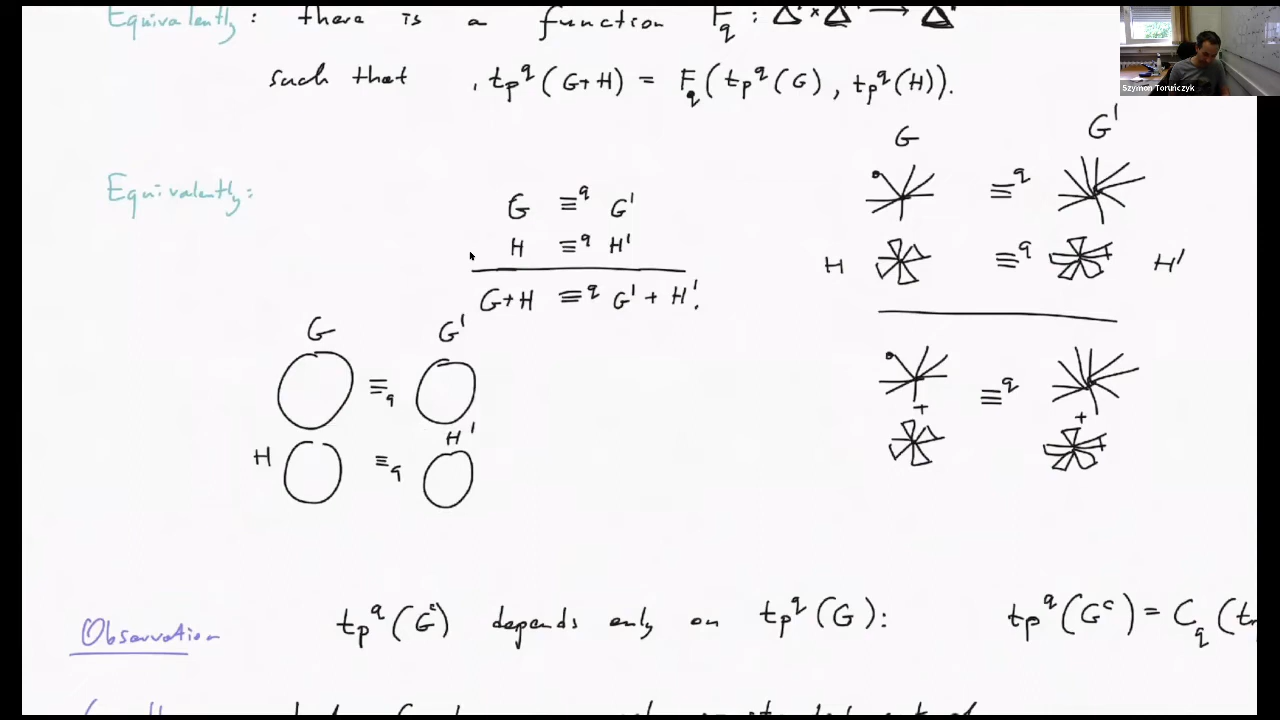 Equivalently: there is a function F_q : Δ × Δ → Δ
such that tp^q (G+H) = F_q (tp^q (G), tp^q (H)).
Szymon Toruńczyk
Equivalently:
G ≡^q G'
H ≡^q H'
G+H ≡^q G' + H'.
G G'
≡^q
H ≡^q H'
≡^q
+ +
G G'
≡_q
H ≡_q H'
Observation tp^q (G^c) depends only on tp^q (G): tp^q (G^c) = C_q (t